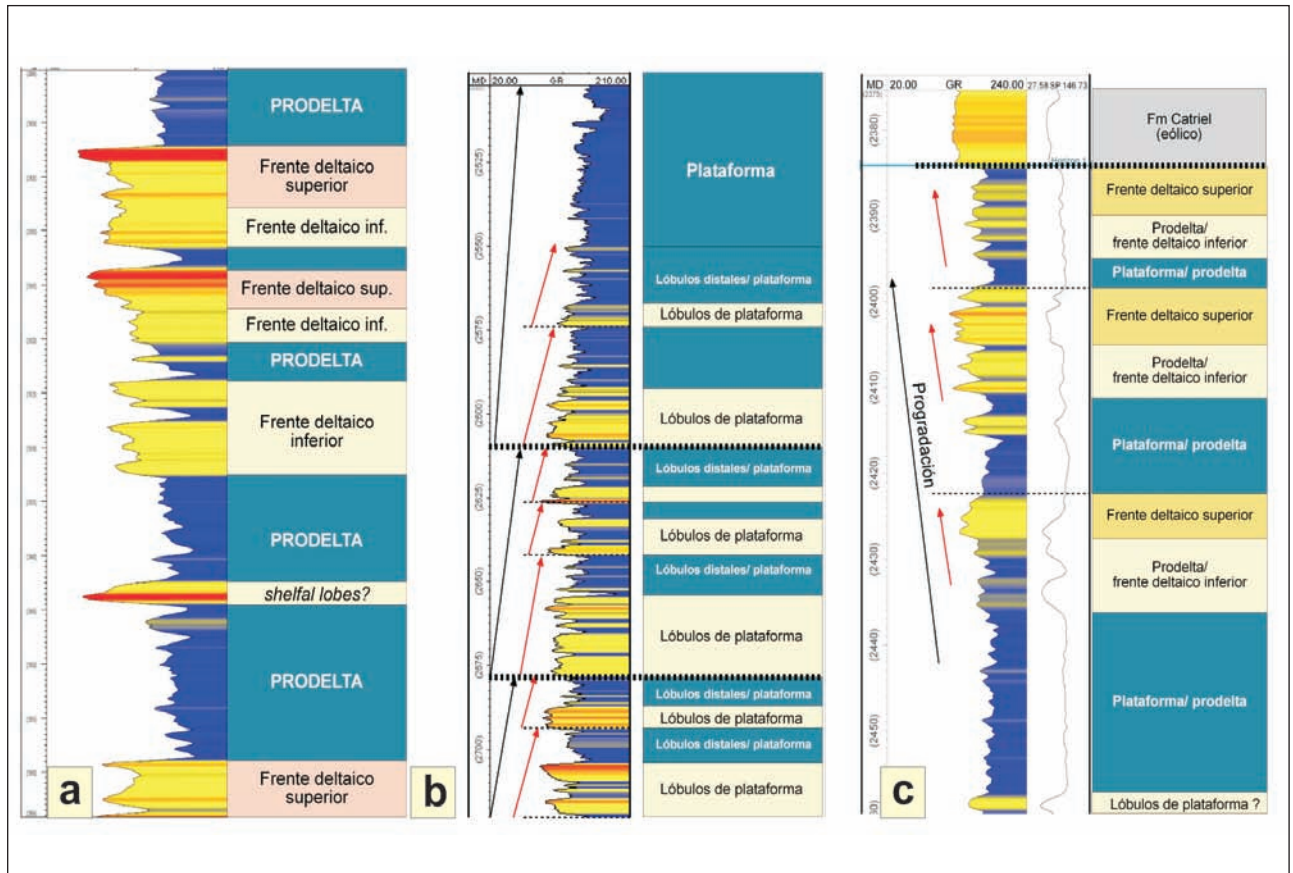 PRODELTA
Frente deltaico
superior
Frente deltaico inf.
Frente deltaico sup.
Frente deltaico inf.
PRODELTA
Frente deltaico
inferior
PRODELTA
shelfal lobes?
PRODELTA
Frente deltaico
superior
a
MD 20.00 GR 210.00
(2525)
(2550)
(2575)
(2600)
(2625)
(2650)
(2675)
(2700)
Plataforma
Lóbulos distales/ plataforma
Lóbulos de plataforma
Lóbulos de plataforma
Lóbulos distales/ plataforma
Lóbulos de plataforma
Lóbulos distales/ plataforma
Lóbulos de plataforma
Lóbulos distales/ plataforma
Lóbulos de plataforma
Lóbulos distales/ plataforma
Lóbulos de plataforma
b
MD 20.00 GR 240.00 27.58 SP 146.73
(2375)
(2380)
(2390)
(2400)
(2410)
(2420)
(2430)
(2440)
(2450)
Progradación
Fm Catriel
(eólico)
Frente deltaico superior
Prodelta/
frente deltaico inferior
Plataforma/ prodelta
Frente deltaico superior
Prodelta/
frente deltaico inferior
Plataforma/ prodelta
Frente deltaico superior
Prodelta/
frente deltaico inferior
Plataforma/ prodelta
Lóbulos de plataforma ?
c